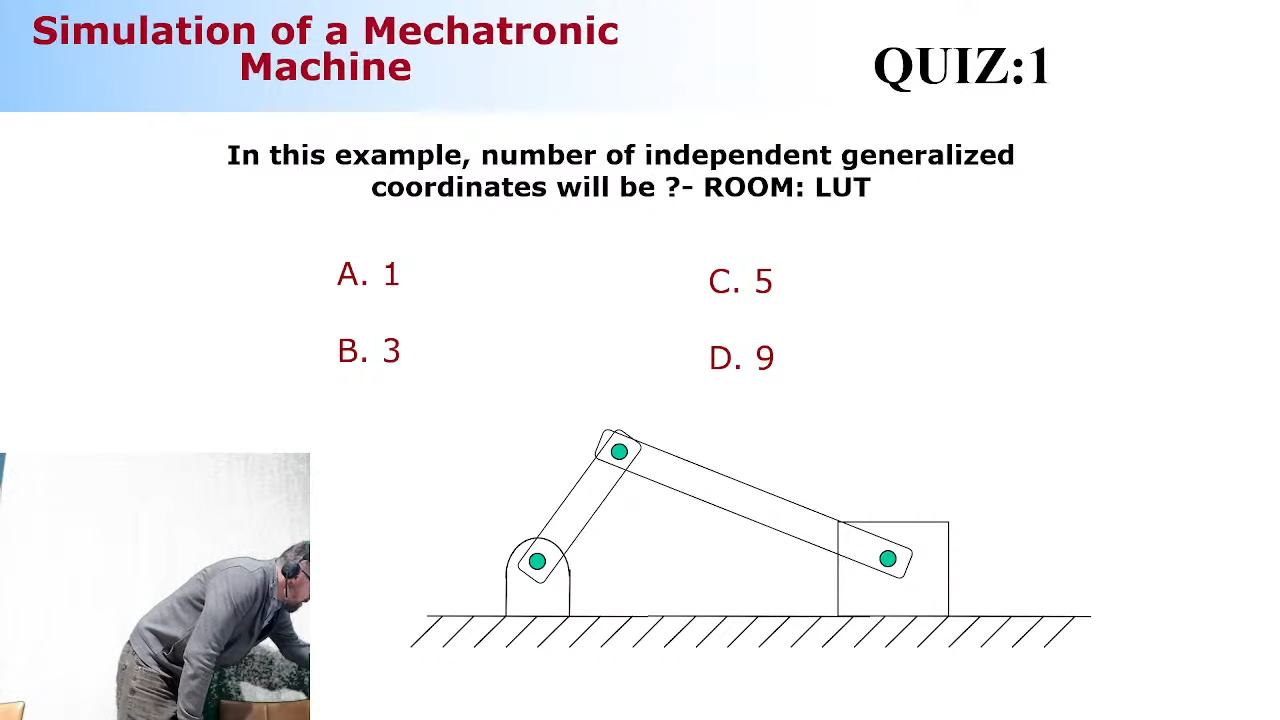 Simulation of a Mechatronic
Machine
QUIZ:1
In this example, number of independent generalized
coordinates will be ?- ROOM: LUT
A. 1
B. 3
C. 5
D. 9